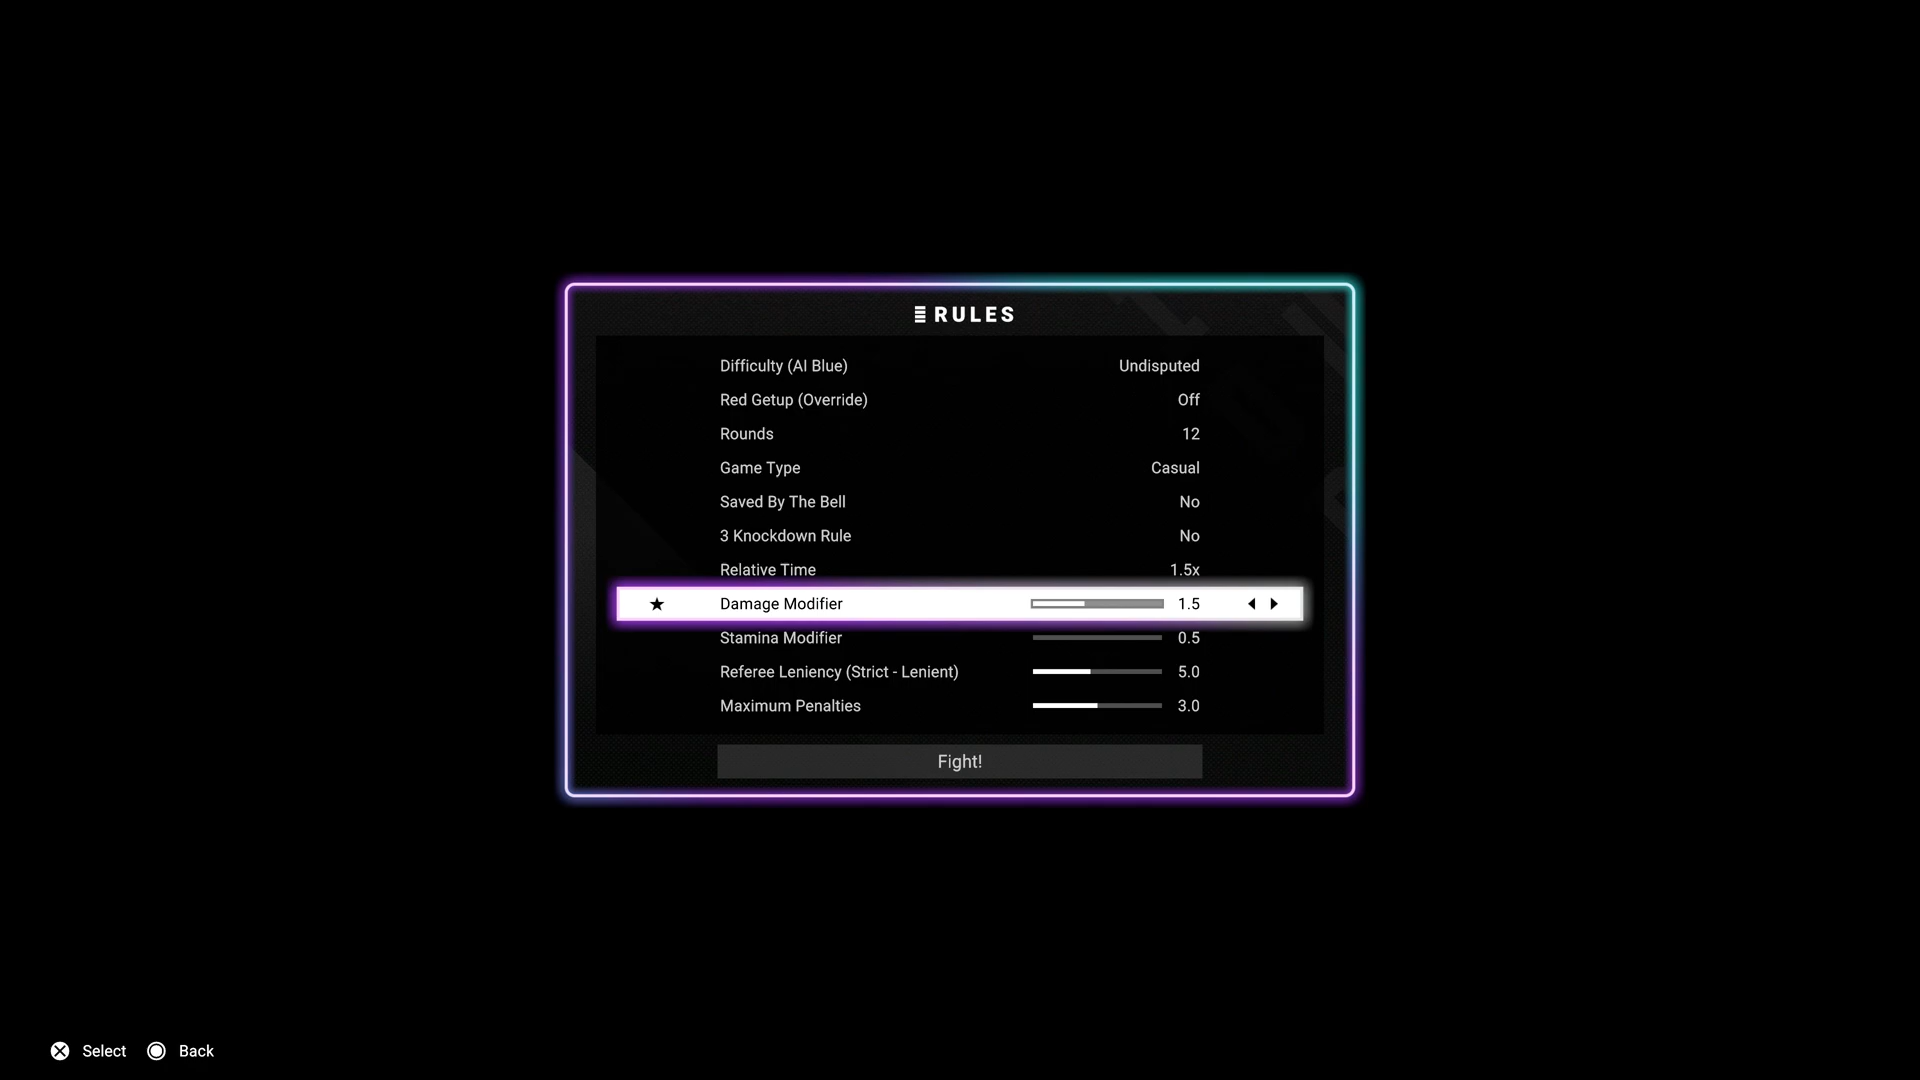 RULES
Difficulty (AI Blue) Undisputed
Red Getup (Override) Off
Rounds 12
Game Type Casual
Saved By The Bell No
3 Knockdown Rule No
Relative Time 1.5x
Damage Modifier 1.5
Stamina Modifier 0.5
Referee Leniency (Strict - Lenient) 5.0
Maximum Penalties 3.0
Fight!
Select Back